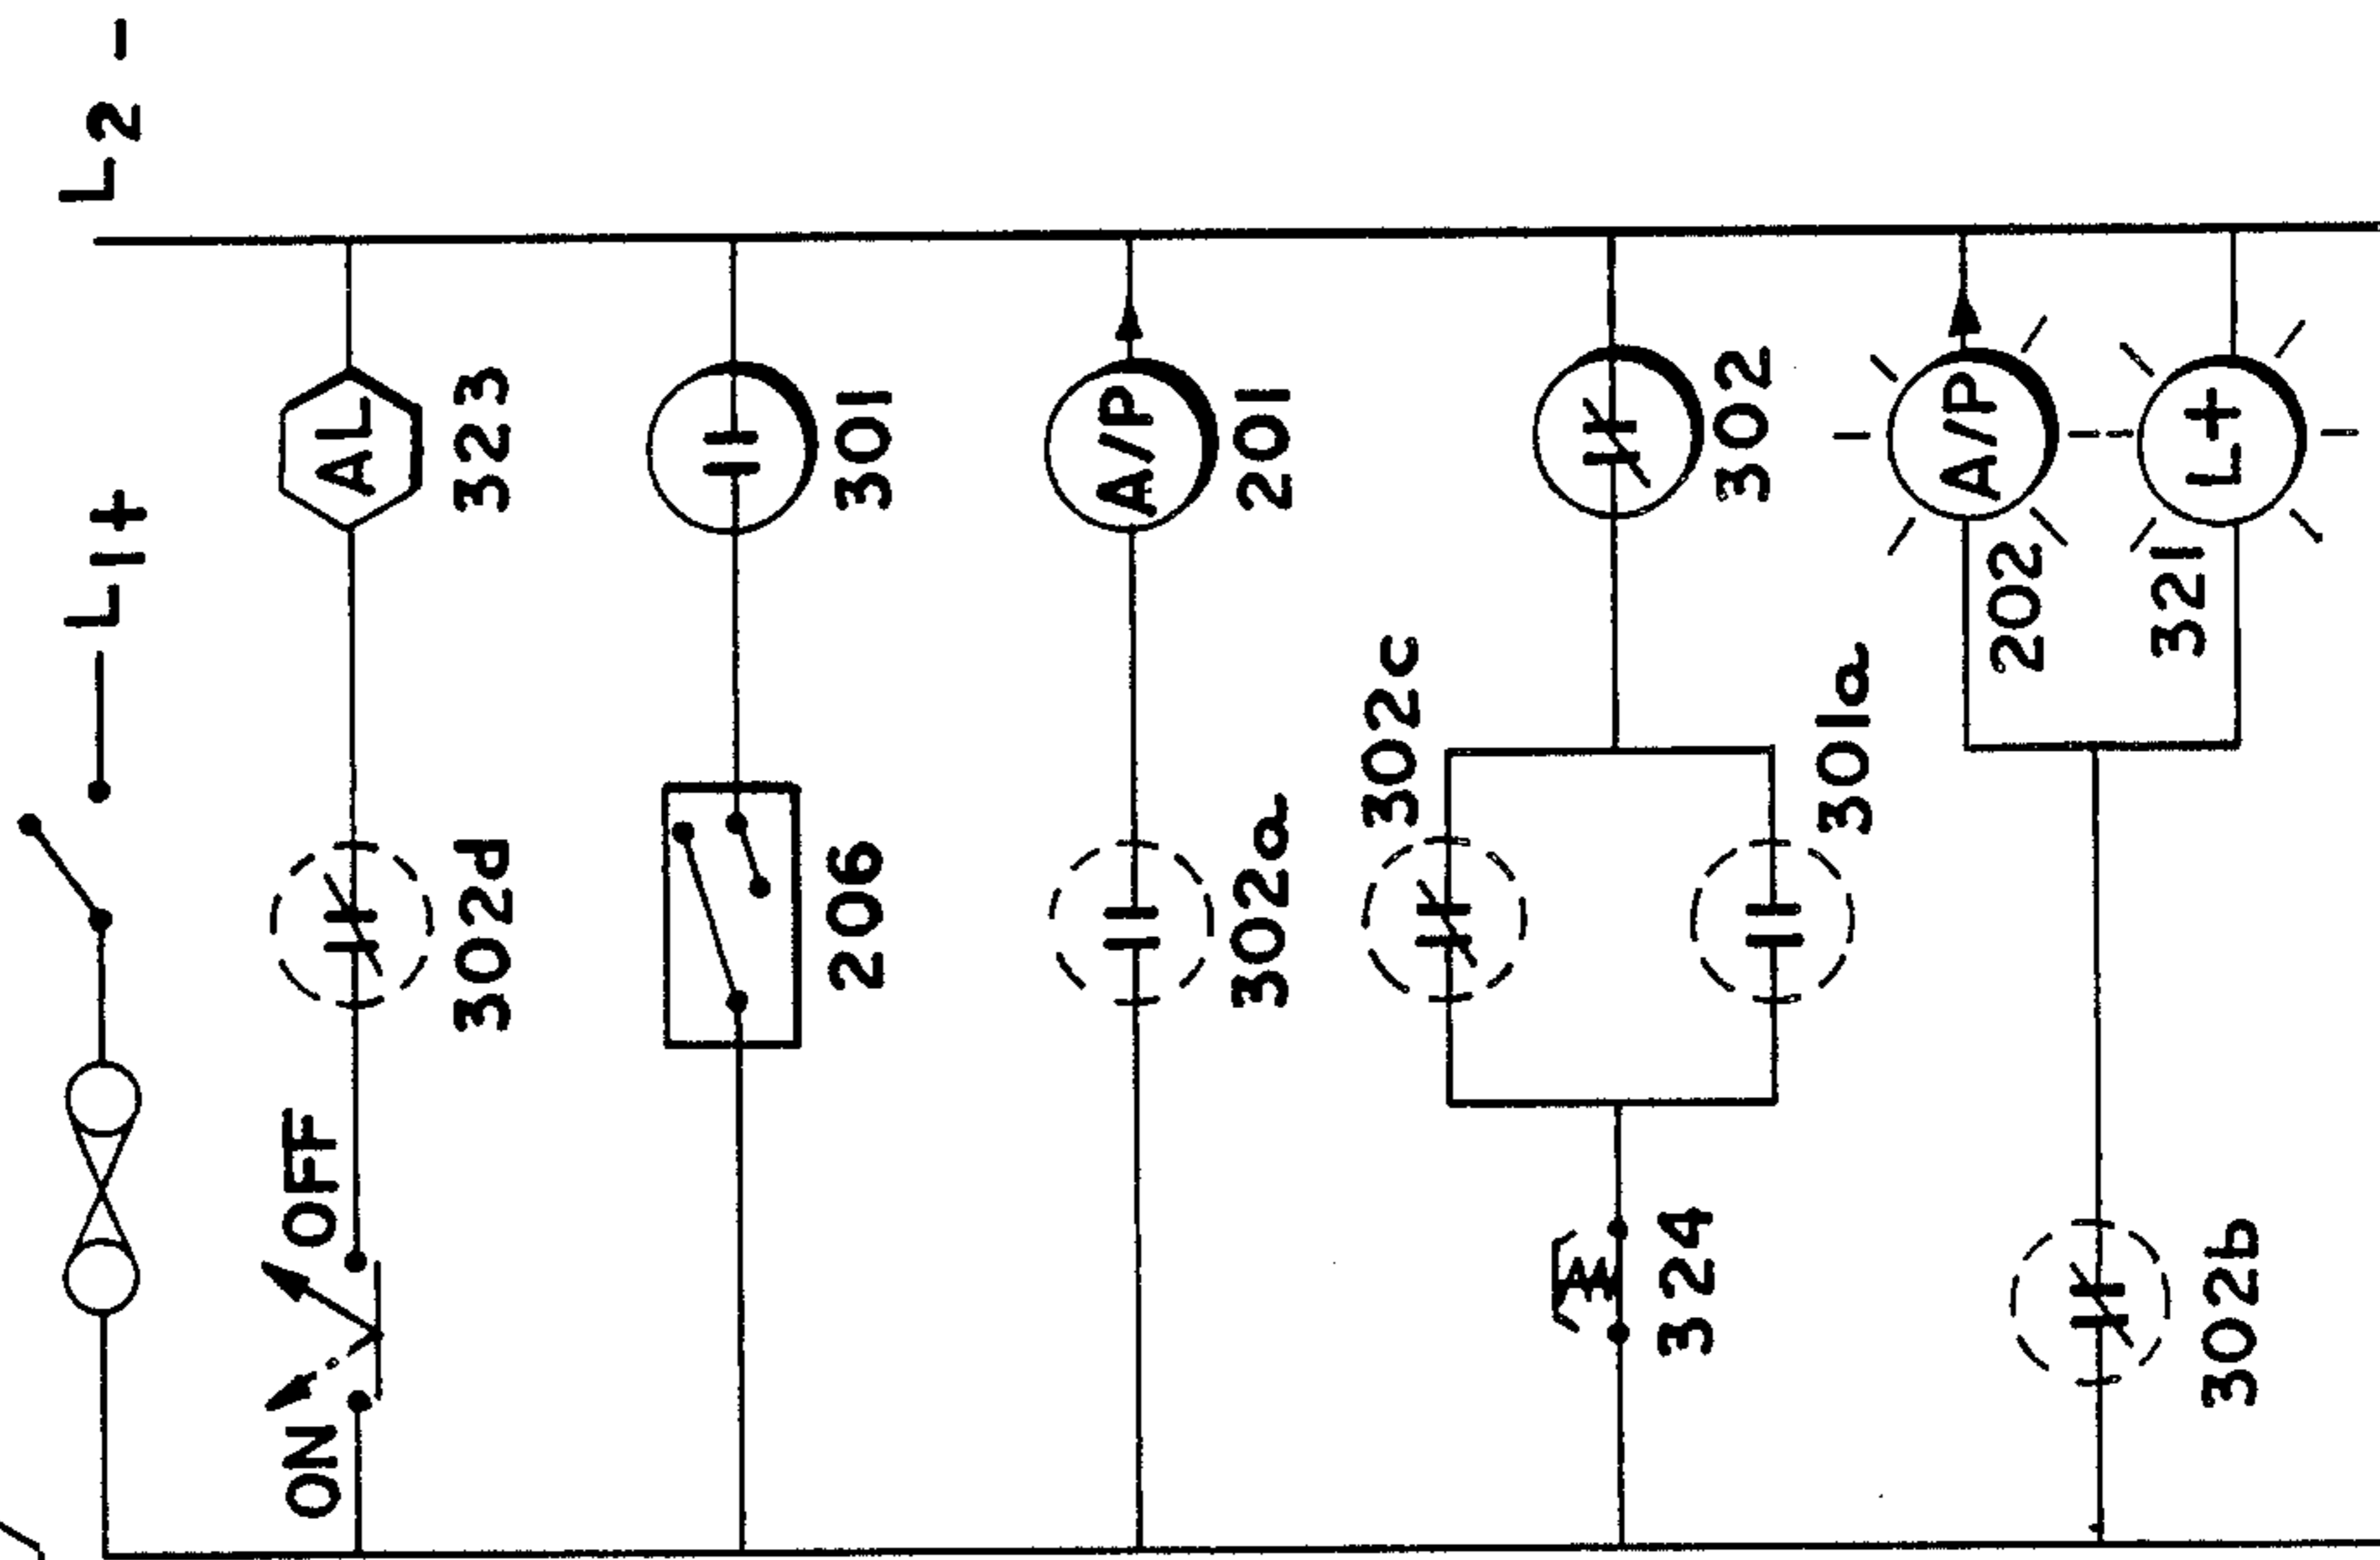 L1+
L2 -
ON
OFF
302d
AL
323
206
301
302a
A/P
201
324
302c
301a
302
302b
202
A/P
321
L+